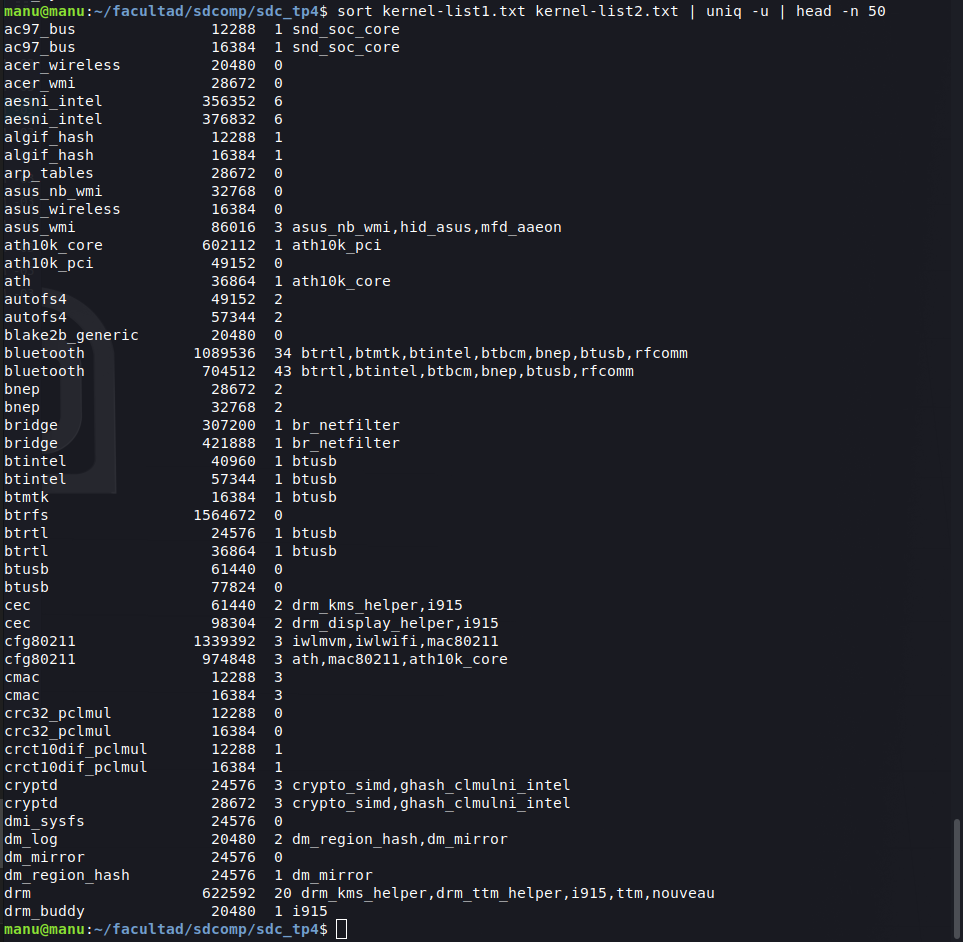 manu@manu:~/facultad/sdcomp/sdc_tp4$ sort kernel-list1.txt kernel-list2.txt | uniq -u | head -n 50
ac97_bus               12288  1 snd_soc_core
ac97_bus               16384  1 snd_soc_core
acer_wireless          20480  0
acer_wmi               28672  0
aesni_intel           356352  6
aesni_intel           376832  6
algif_hash             12288  1
algif_hash             16384  1
arp_tables             28672  0
asus_nb_wmi            32768  0
asus_wireless          16384  0
asus_wmi               86016  3 asus_nb_wmi,hid_asus,mfd_aaeon
ath10k_core           602112  1 ath10k_pci
ath10k_pci             49152  0
ath                    36864  1 ath10k_core
autofs4                49152  2
autofs4                57344  2
blake2b_generic        20480  0
bluetooth            1089536  34 btrtl,btmtk,btintel,btbcm,bnep,btusb,rfcomm
bluetooth             704512  43 btrtl,btintel,btbcm,bnep,btusb,rfcomm
bnep                   28672  2
bnep                   32768  2
bridge                307200  1 br_netfilter
bridge                421888  1 br_netfilter
btintel                40960  1 btusb
btintel                57344  1 btusb
btmtk                  16384  1 btusb
btrfs                1564672  0
btrtl                  24576  1 btusb
btrtl                  36864  1 btusb
btusb                  61440  0
btusb                  77824  0
cec                    61440  2 drm_kms_helper,i915
cec                    98304  2 drm_display_helper,i915
cfg80211             1339392  3 iwlmvm,iwlwifi,mac80211
cfg80211              974848  3 ath,mac80211,ath10k_core
cmac                   12288  3
cmac                   16384  3
crc32_pclmul           12288  0
crc32_pclmul           16384  0
crct10dif_pclmul       12288  1
crct10dif_pclmul       16384  1
cryptd                 24576  3 crypto_simd,ghash_clmulni_intel
cryptd                 28672  3 crypto_simd,ghash_clmulni_intel
dmi_sysfs              24576  0
dm_log                 20480  2 dm_region_hash,dm_mirror
dm_mirror              24576  0
dm_region_hash         24576  1 dm_mirror
drm                   622592  20 drm_kms_helper,drm_ttm_helper,i915,ttm,nouveau
drm_buddy              20480  1 i915
manu@manu:~/facultad/sdcomp/sdc_tp4$